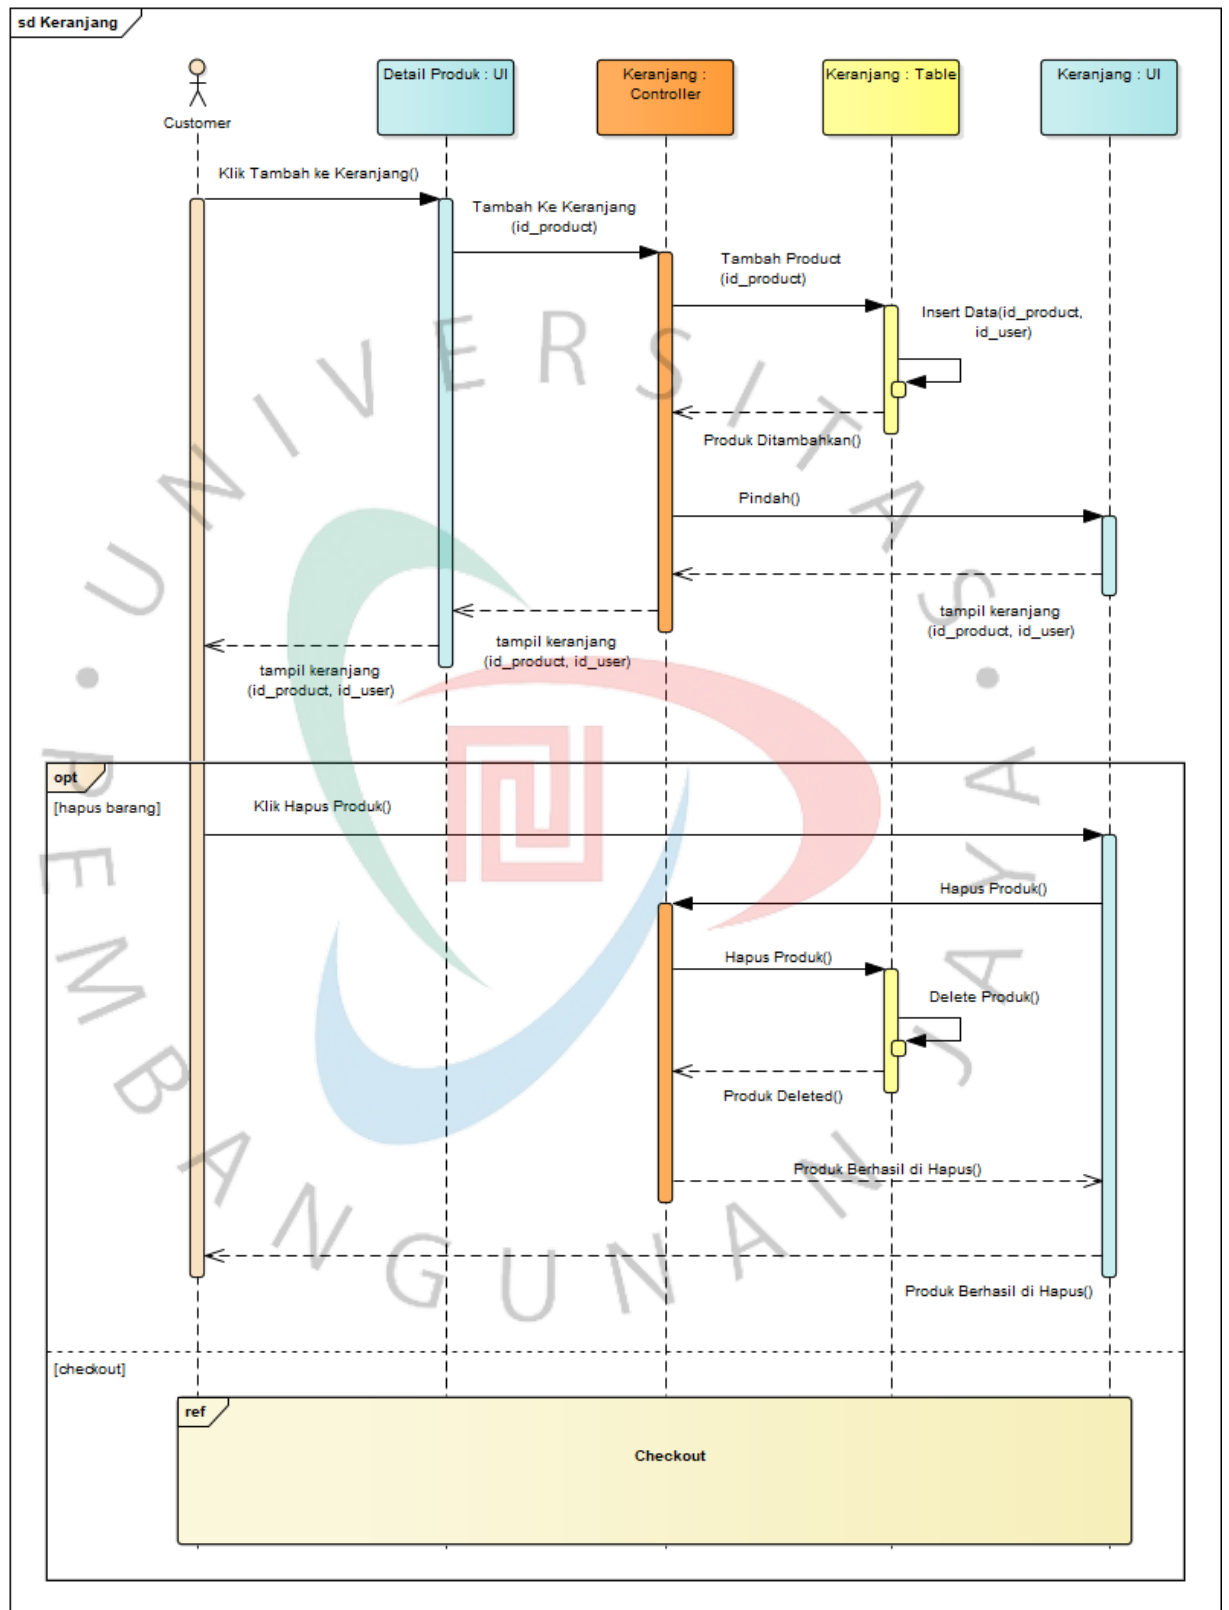 sd Keranjang
Customer
Detail Produk : UI
Keranjang :
Controller
Keranjang : Table
Keranjang : UI
Klik Tambah ke Keranjang()
Tambah Ke Keranjang
(id_product)
Tambah Product
(id_product)
Insert Data(id_product,
id_user)
Produk Ditambahkan()
Pindah()
tampil keranjang
(id_product, id_user)
tampil keranjang
(id_product, id_user)
tampil keranjang
(id_product, id_user)
opt
[hapus barang]
Klik Hapus Produk()
Hapus Produk()
Hapus Produk()
Delete Produk()
Produk Deleted()
Produk Berhasil di Hapus()
Produk Berhasil di Hapus()
[checkout]
ref
Checkout
UNIVERSITAS
PEMBANGUNAN JAYA